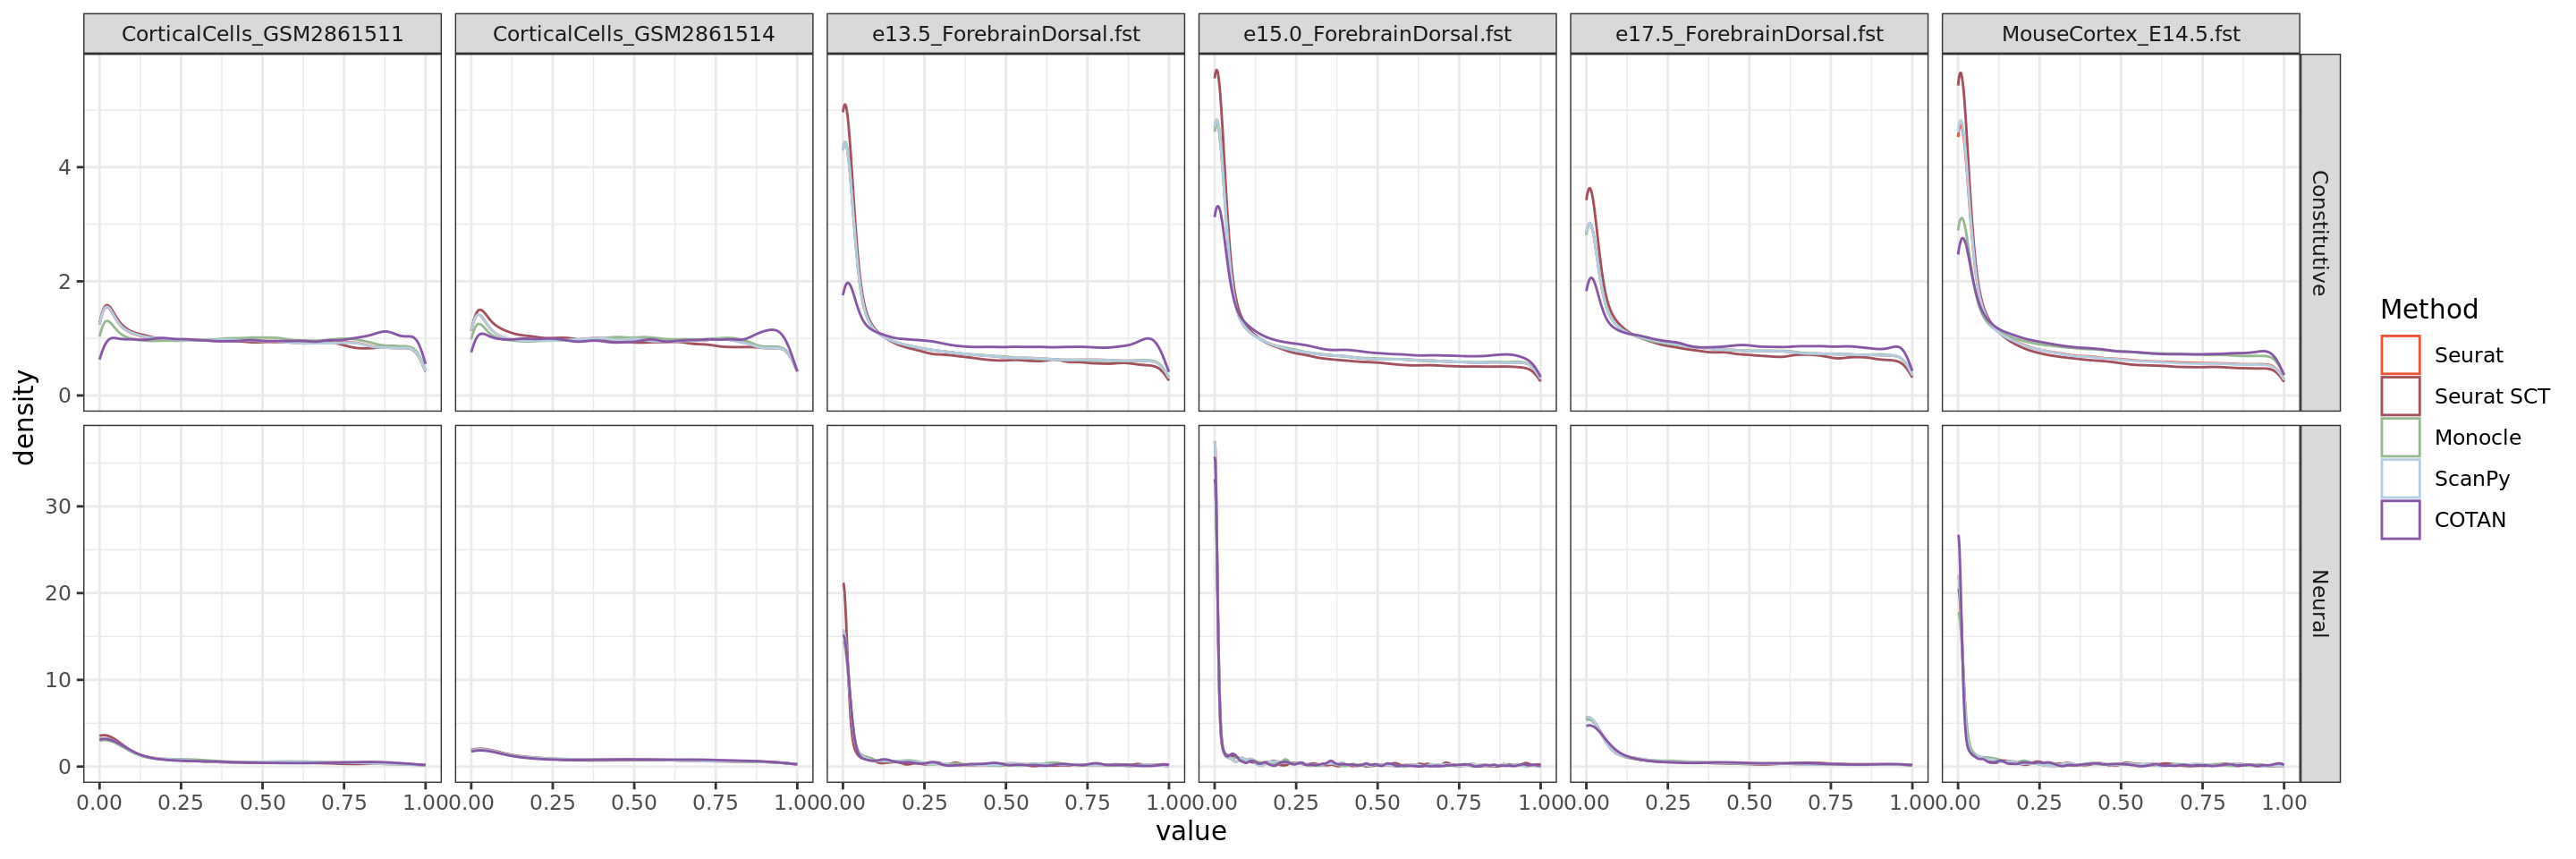 CorticalCells_GSM2861511
CorticalCells_GSM2861514
e13.5_ForebrainDorsal.fst
e15.0_ForebrainDorsal.fst
e17.5_ForebrainDorsal.fst
MouseCortex_E14.5.fst
4
2
0
Constitutive
30
20
10
0
Neural
density
0.00 0.25 0.50 0.75 1.00
0.00 0.25 0.50 0.75 1.00
0.00 0.25 0.50 0.75 1.00
0.00 0.25 0.50 0.75 1.00
0.00 0.25 0.50 0.75 1.00
0.00 0.25 0.50 0.75 1.00
value
Method
Seurat
Seurat SCT
Monocle
ScanPy
COTAN